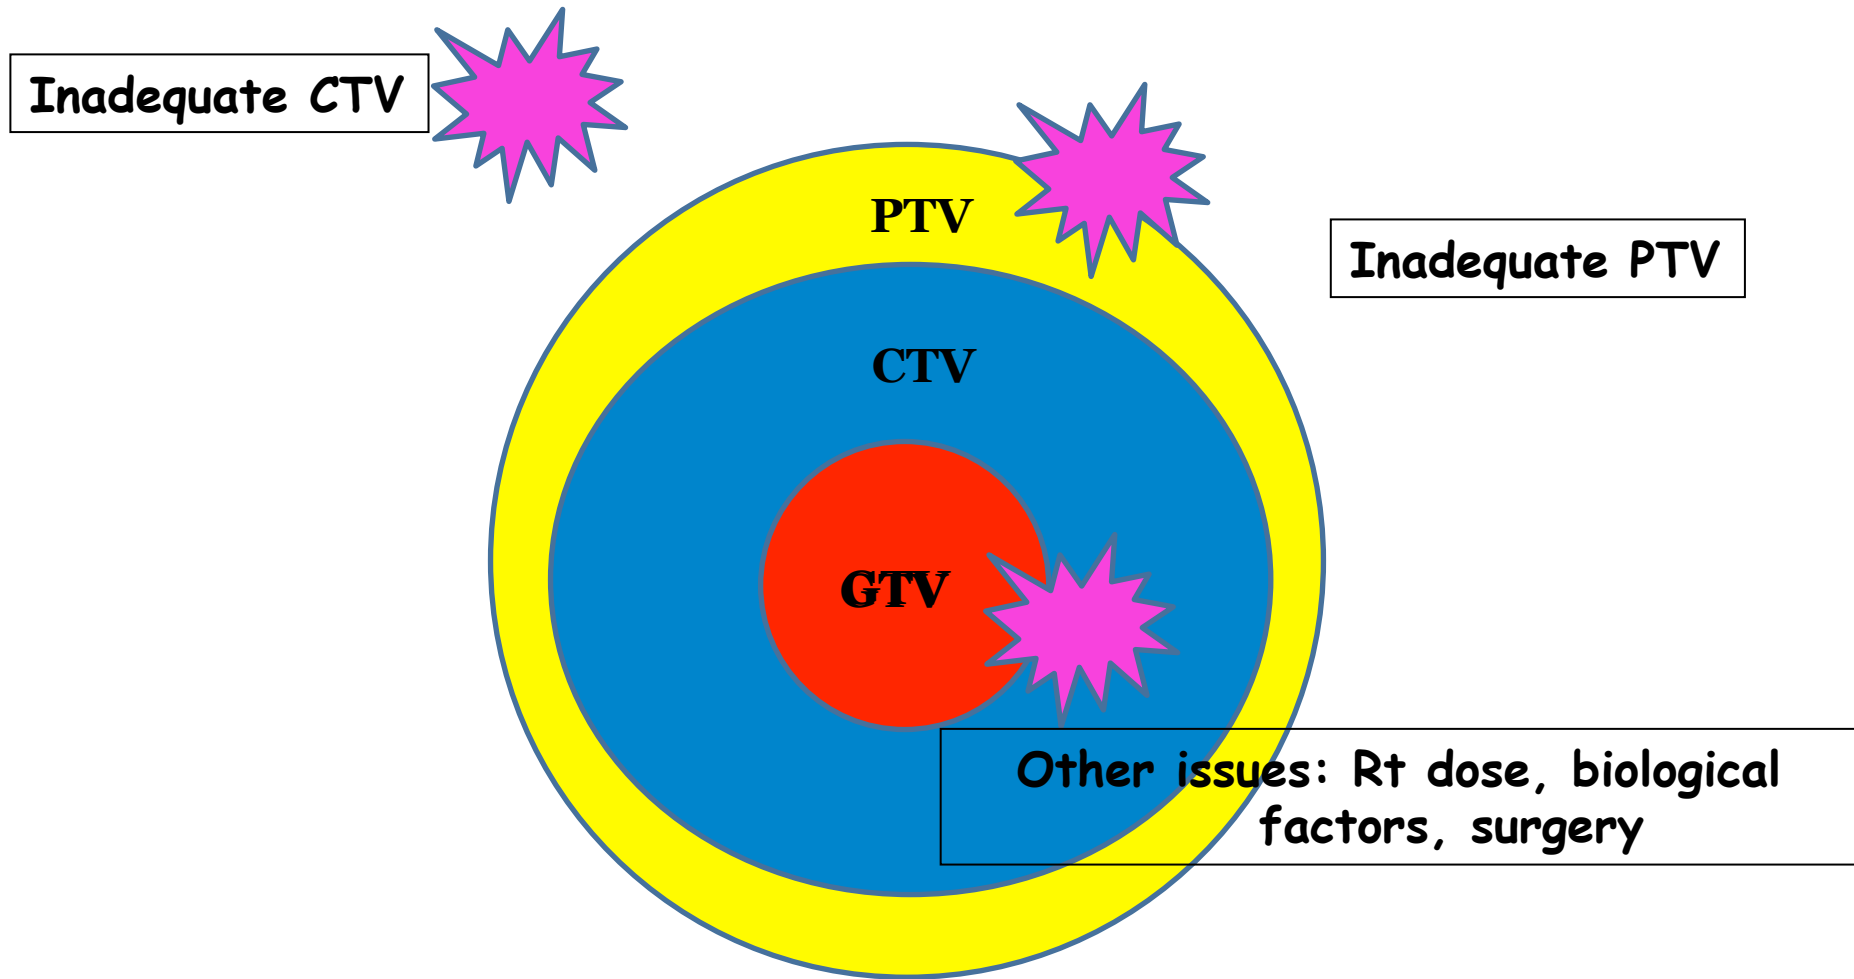 Inadequate CTV
PTV
Inadequate PTV
CTV
GTV
Other issues: Rt dose, biological
factors, surgery